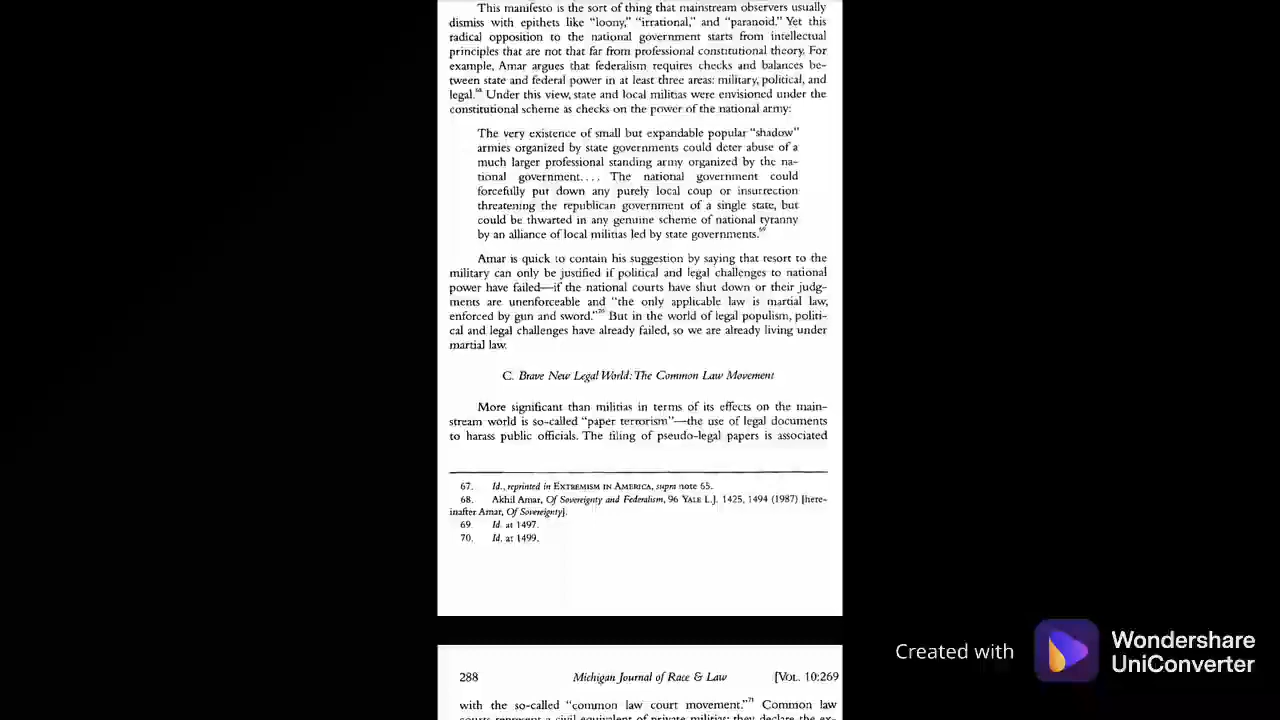 This manifesto is the sort of thing that mainstream observers usually
dismiss with epithets like “loony,” “irrational,” and “paranoid.” Yet this
radical opposition to the national government starts from intellectual
principles that are not that far from professional constitutional theory. For
example, Amar argues that federalism requires checks and balances be-
tween state and federal power in at least three areas: military, political, and
legal.68 Under this view, state and local militias were envisioned under the
constitutional scheme as checks on the power of the national army:
The very existence of small but expandable popular “shadow”
armies organized by state governments could deter abuse of a
much larger professional standing army organized by the na-
tional government.... The national government could
forcefully put down any purely local coup or insurrection
threatening the republican government of a single state, but
could be thwarted in any genuine scheme of national tyranny
by an alliance of local militias led by state governments.69
Amar is quick to contain his suggestion by saying that resort to the
military can only be justified if political and legal challenges to national
power have failed—if the national courts have shut down or their judg-
ments are unenforceable and “the only applicable law is martial law,
enforced by gun and sword.”70 But in the world of legal populism, politi-
cal and legal challenges have already failed, so we are already living under
martial law.
C. Brave New Legal World: The Common Law Movement
More significant than militias in terms of its effects on the main-
stream world is so-called “paper terrorism”—the use of legal documents
to harass public officials. The filing of pseudo-legal papers is associated
67. Id., reprinted in EXTREMISM IN AMERICA, supra note 65.
68. Akhil Amar, Of Sovereignty and Federalism, 96 YALE L.J. 1425, 1494 (1987) [here-
inafter Amar, Of Sovereignty].
69. Id. at 1497.
70. Id. at 1499.
288 Michigan Journal of Race & Law [VOL. 10:269
with the so-called “common law court movement.”71 Common law
courts represent a civil equivalent of private militias: they declare the ex-
Created with
Wondershare
UniConverter